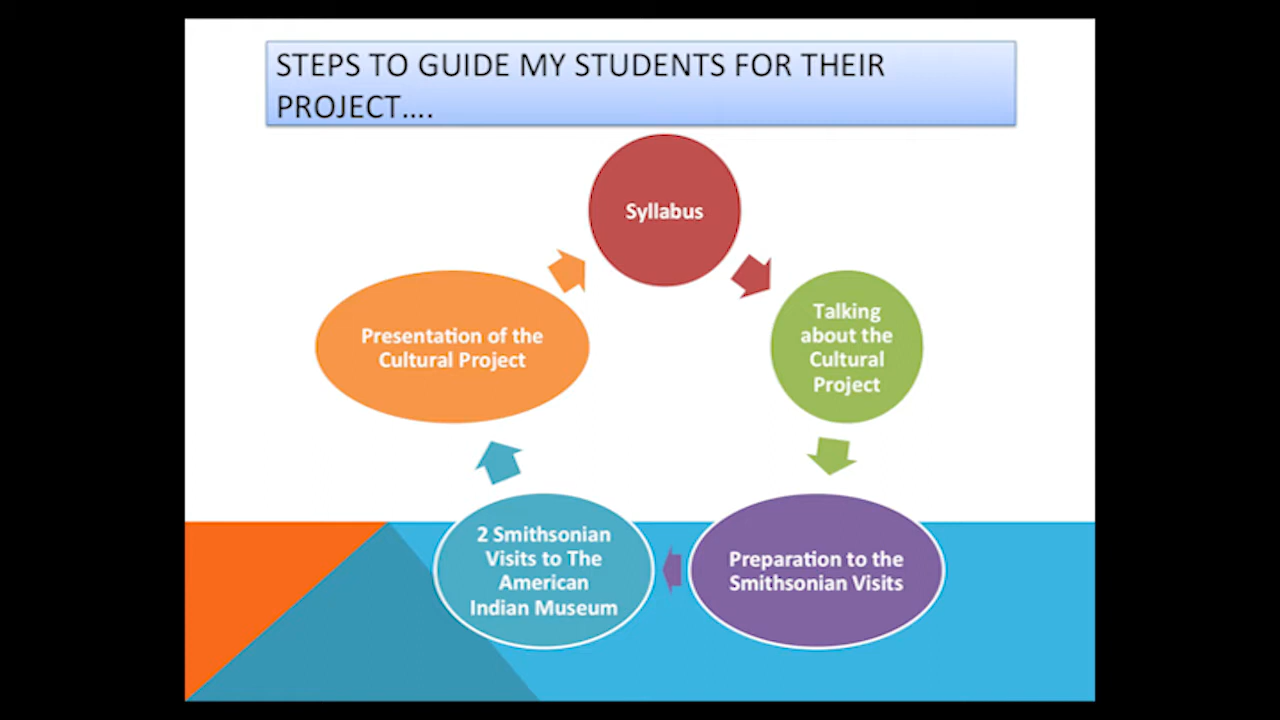 STEPS TO GUIDE MY STUDENTS FOR THEIR
PROJECT....
Syllabus
Talking
about the
Cultural
Project
Preparation to the
Smithsonian Visits
2 Smithsonian
Visits to The
American
Indian Museum
Presentation of the
Cultural Project